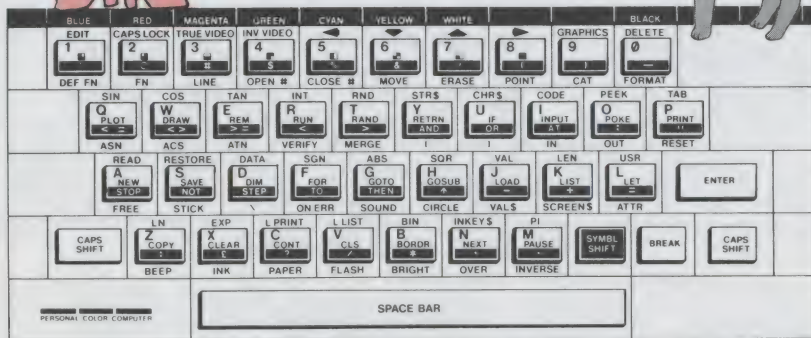 BLUE RED MAGENTA GREEN CYAN YELLOW WHITE BLACK
EDIT CAPS LOCK TRUE VIDEO INV VIDEO GRAPHICS DELETE
1 2 3 4 5 6 7 8 9 0
! # $ % & ) —
DEF FN FN LINE OPEN # CLOSE # MOVE ERASE POINT CAT FORMAT
SIN COS TAN INT RND STR$ CHR$ CODE PEEK TAB
Q W E R T Y U I O P
PLOT DRAW REM RUN RAND RETRN IF INPUT POKE PRINT
< = < > > = < > AND OR AT ; "
ASN ACS ATN VERIFY MERGE IN OUT RESET
READ RESTORE DATA SGN ABS SQR VAL LEN USR
A S D F G H J K L ENTER
NEW SAVE DIM FOR GOTO GOSUB LOAD LIST LET
STOP NOT STEP TO THEN ↑ − + =
FREE STICK \ ON ERR SOUND CIRCLE VAL$ SCREEN$ ATTR
LN EXP L PRINT L LIST BIN INKEY$ PI
CAPS SHIFT Z X C V B N M SYMBL SHIFT BREAK CAPS SHIFT
COPY CLEAR CONT CLS BORDR NEXT PAUSE
: £ ? / * , .
BEEP INK PAPER FLASH BRIGHT OVER INVERSE
PERSONAL COLOR COMPUTER SPACE BAR